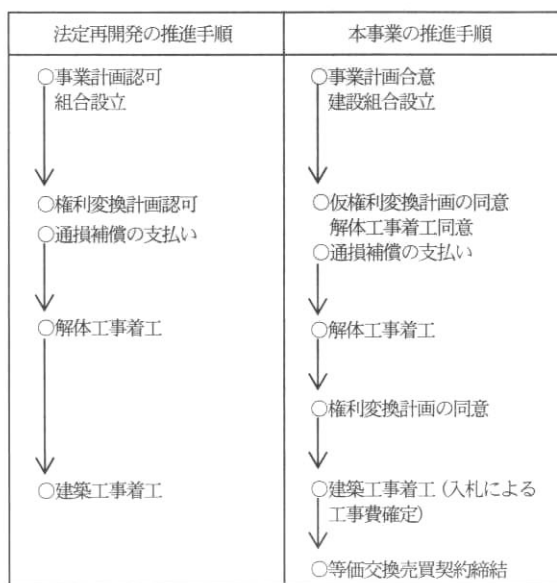 法定再開発の推進手順
○事業計画認可
組合設立
○権利変換計画認可
○通損補償の支払い
○解体工事着工
○建築工事着工
本事業の推進手順
○事業計画合意
建設組合設立
○仮権利変換計画の同意
解体工事着工同意
○通損補償の支払い
○解体工事着工
○権利変換計画の同意
○建築工事着工（入札による
工事費確定）
○等価交換売買契約締結